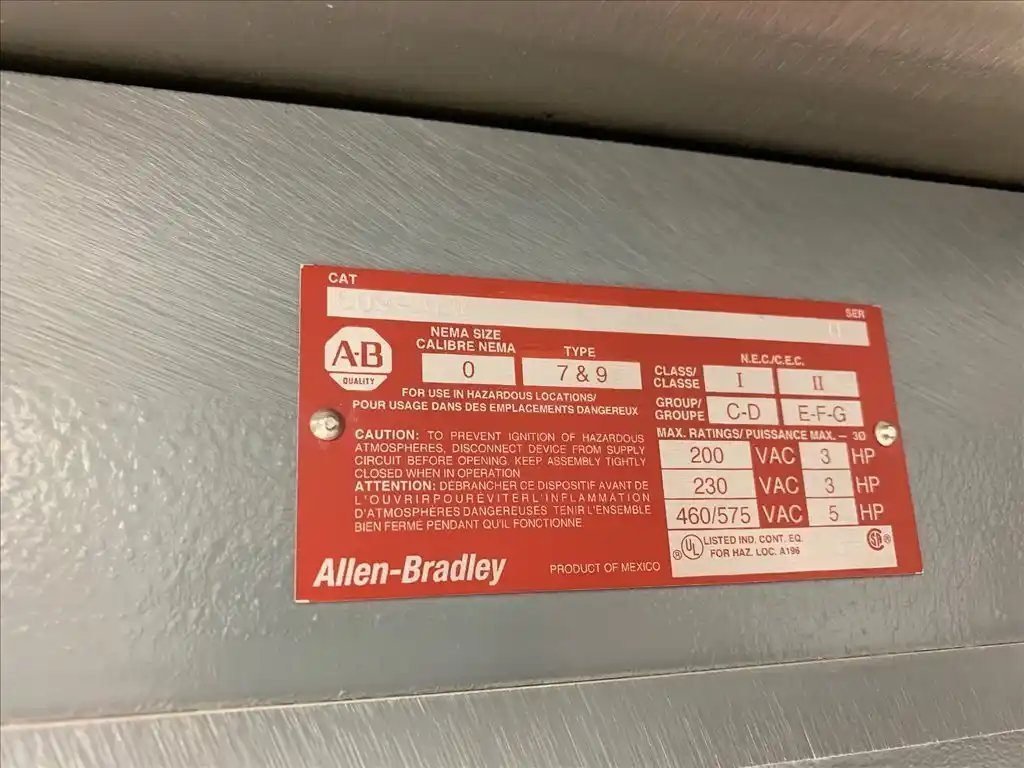 CAT
SER
A-B
QUALITY
NEMA SIZE
CALIBRE NEMA
0
TYPE
7 & 9
FOR USE IN HAZARDOUS LOCATIONS/
POUR USAGE DANS DES EMPLACEMENTS DANGEREUX
N.E.C./C.E.C.
CLASS/
CLASSE
I
II
GROUP/
GROUPE
C-D
E-F-G
MAX. RATINGS/PUISSANCE MAX. – 3Ø
200 VAC 3 HP
230 VAC 3 HP
460/575 VAC 5 HP
CAUTION: TO PREVENT IGNITION OF HAZARDOUS
ATMOSPHERES, DISCONNECT DEVICE FROM SUPPLY
CIRCUIT BEFORE OPENING. KEEP ASSEMBLY TIGHTLY
CLOSED WHEN IN OPERATION
ATTENTION: DÉBRANCHER CE DISPOSITIF AVANT DE
L'OUVRIR POUR ÉVITER L'INFLAMMATION
D'ATMOSPHÈRES DANGEREUSES. TENIR L'ENSEMBLE
BIEN FERMÉ PENDANT QU'IL FONCTIONNE.
UL ® LISTED IND. CONT. EQ.
FOR HAZ. LOC. A196
®
Allen-Bradley
PRODUCT OF MEXICO